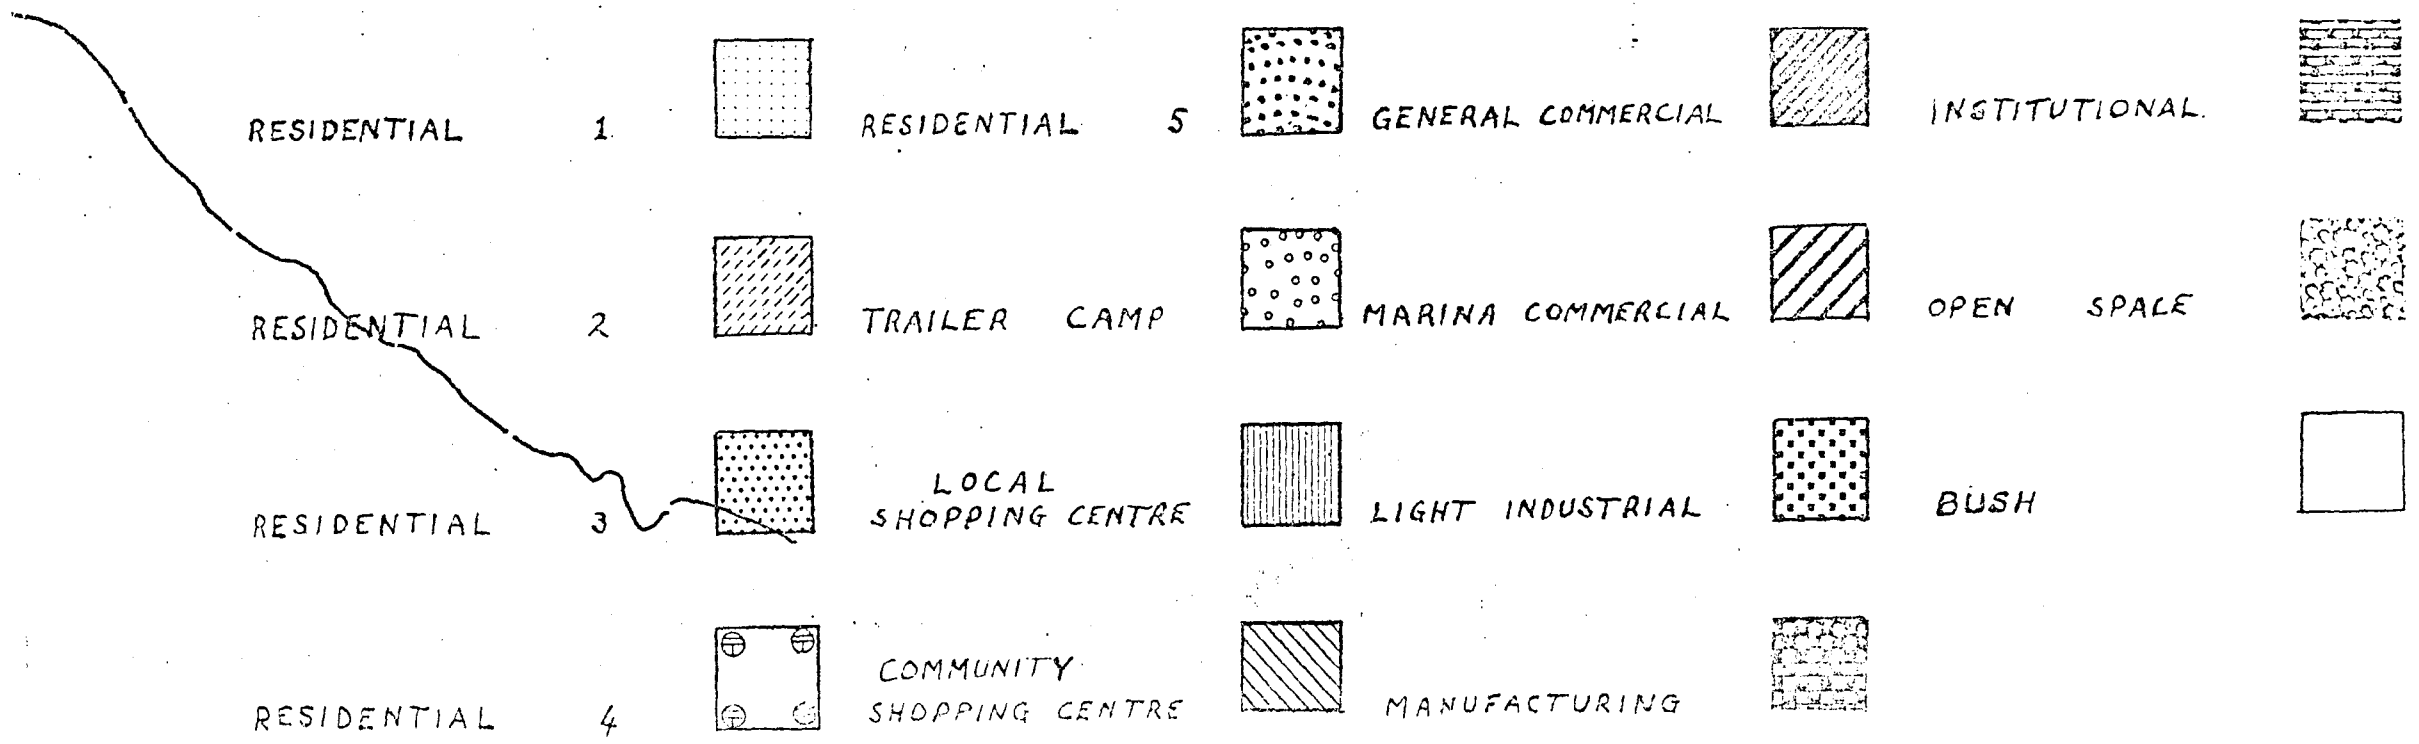 RESIDENTIAL 1
RESIDENTIAL 5
GENERAL COMMERCIAL
INSTITUTIONAL.
RESIDENTIAL 2
TRAILER CAMP
MARINA COMMERCIAL
OPEN SPACE
RESIDENTIAL 3
LOCAL
SHOPPING CENTRE
LIGHT INDUSTRIAL
BUSH
RESIDENTIAL 4
COMMUNITY
SHOPPING CENTRE
MANUFACTURING